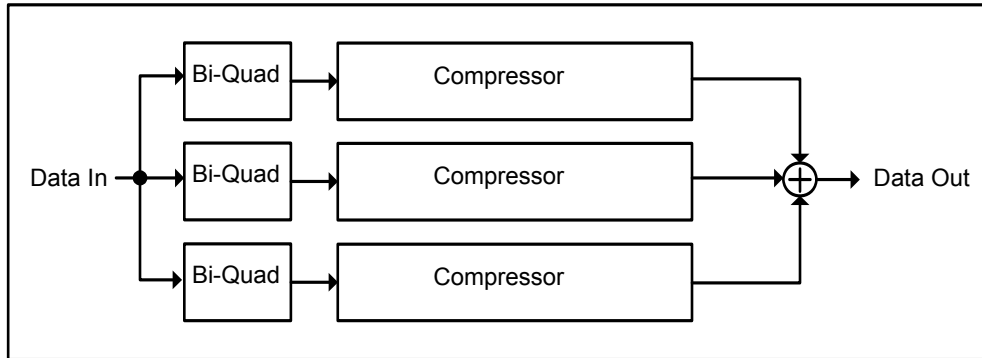 Bi-Quad
Compressor
Data In
Bi-Quad
Compressor
Data Out
Bi-Quad
Compressor